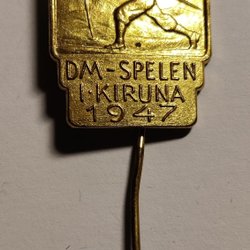 DM-SPELEN
I·KIRUNA
1947